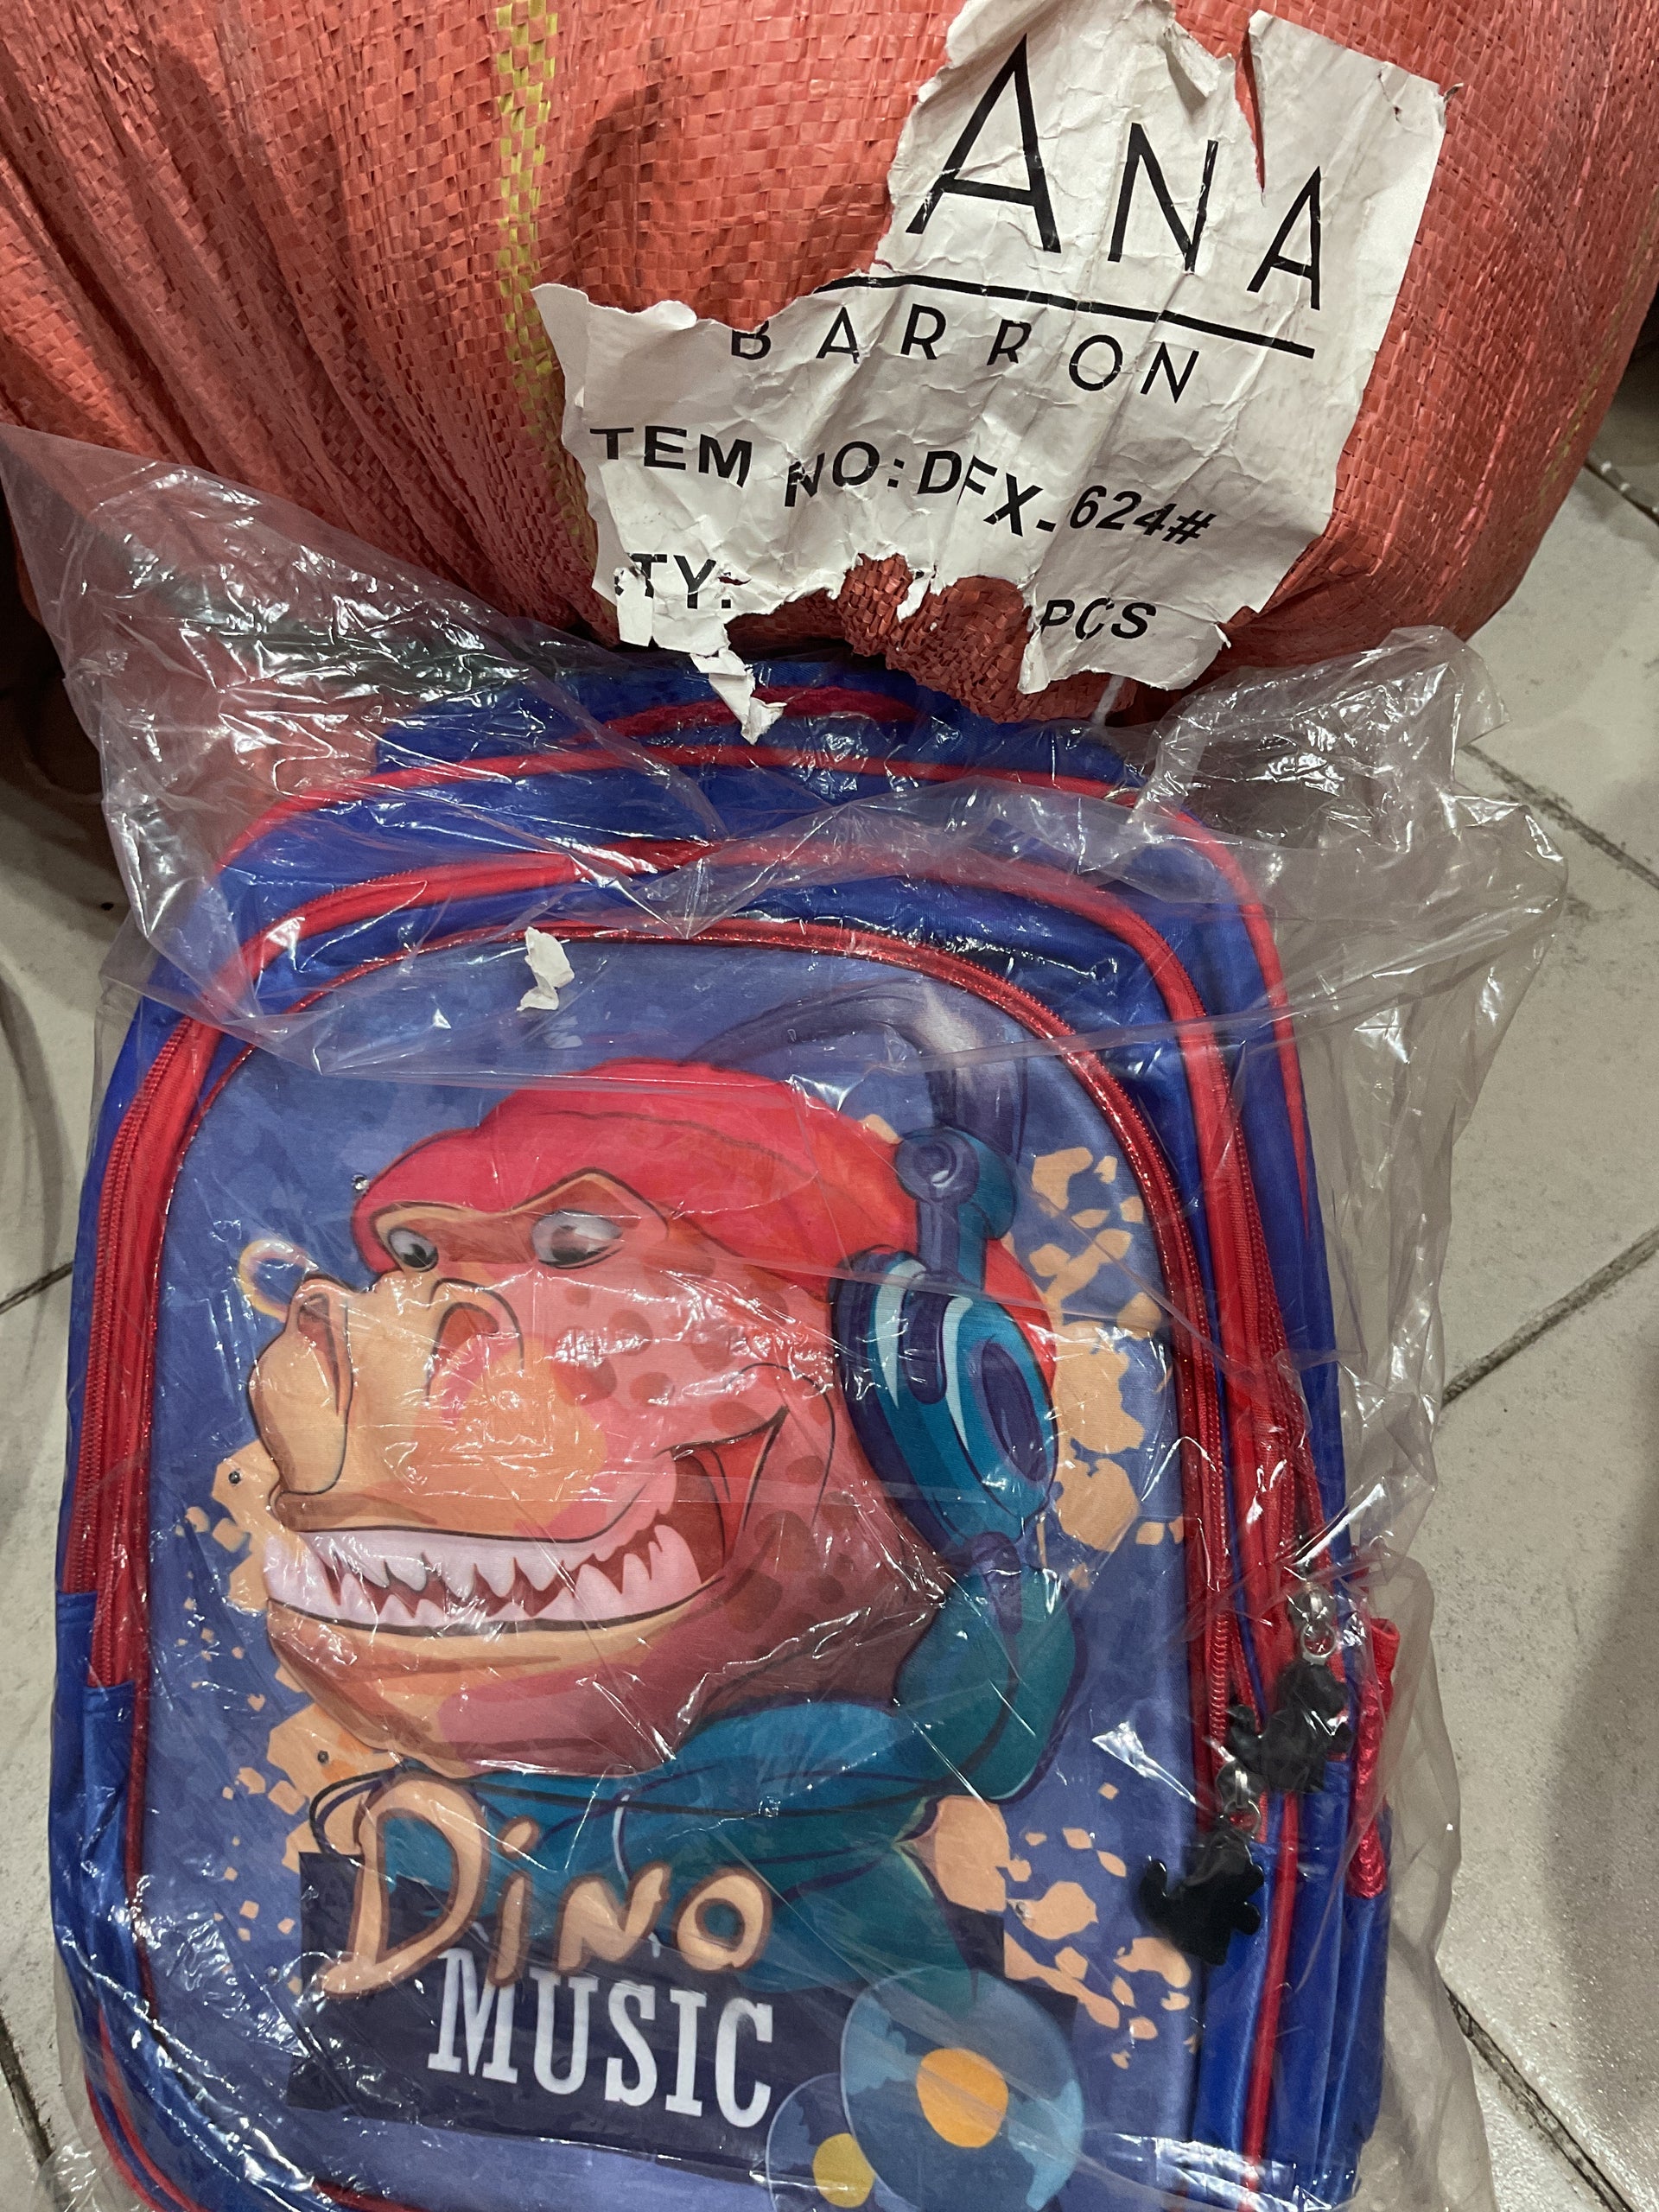 ANA
BARRON
TEM NO:DFX-624#
TY: PCS
Dino
MUSIC